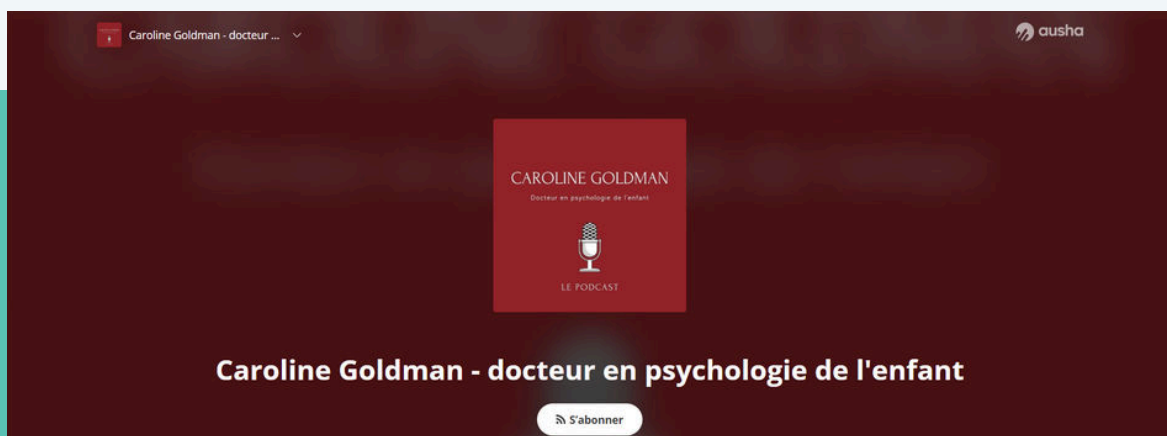 Caroline Goldman - docteur ...
ausha
CAROLINE GOLDMAN
Docteur en psychologie de l'enfant
LE PODCAST
Caroline Goldman - docteur en psychologie de l'enfant
S'abonner